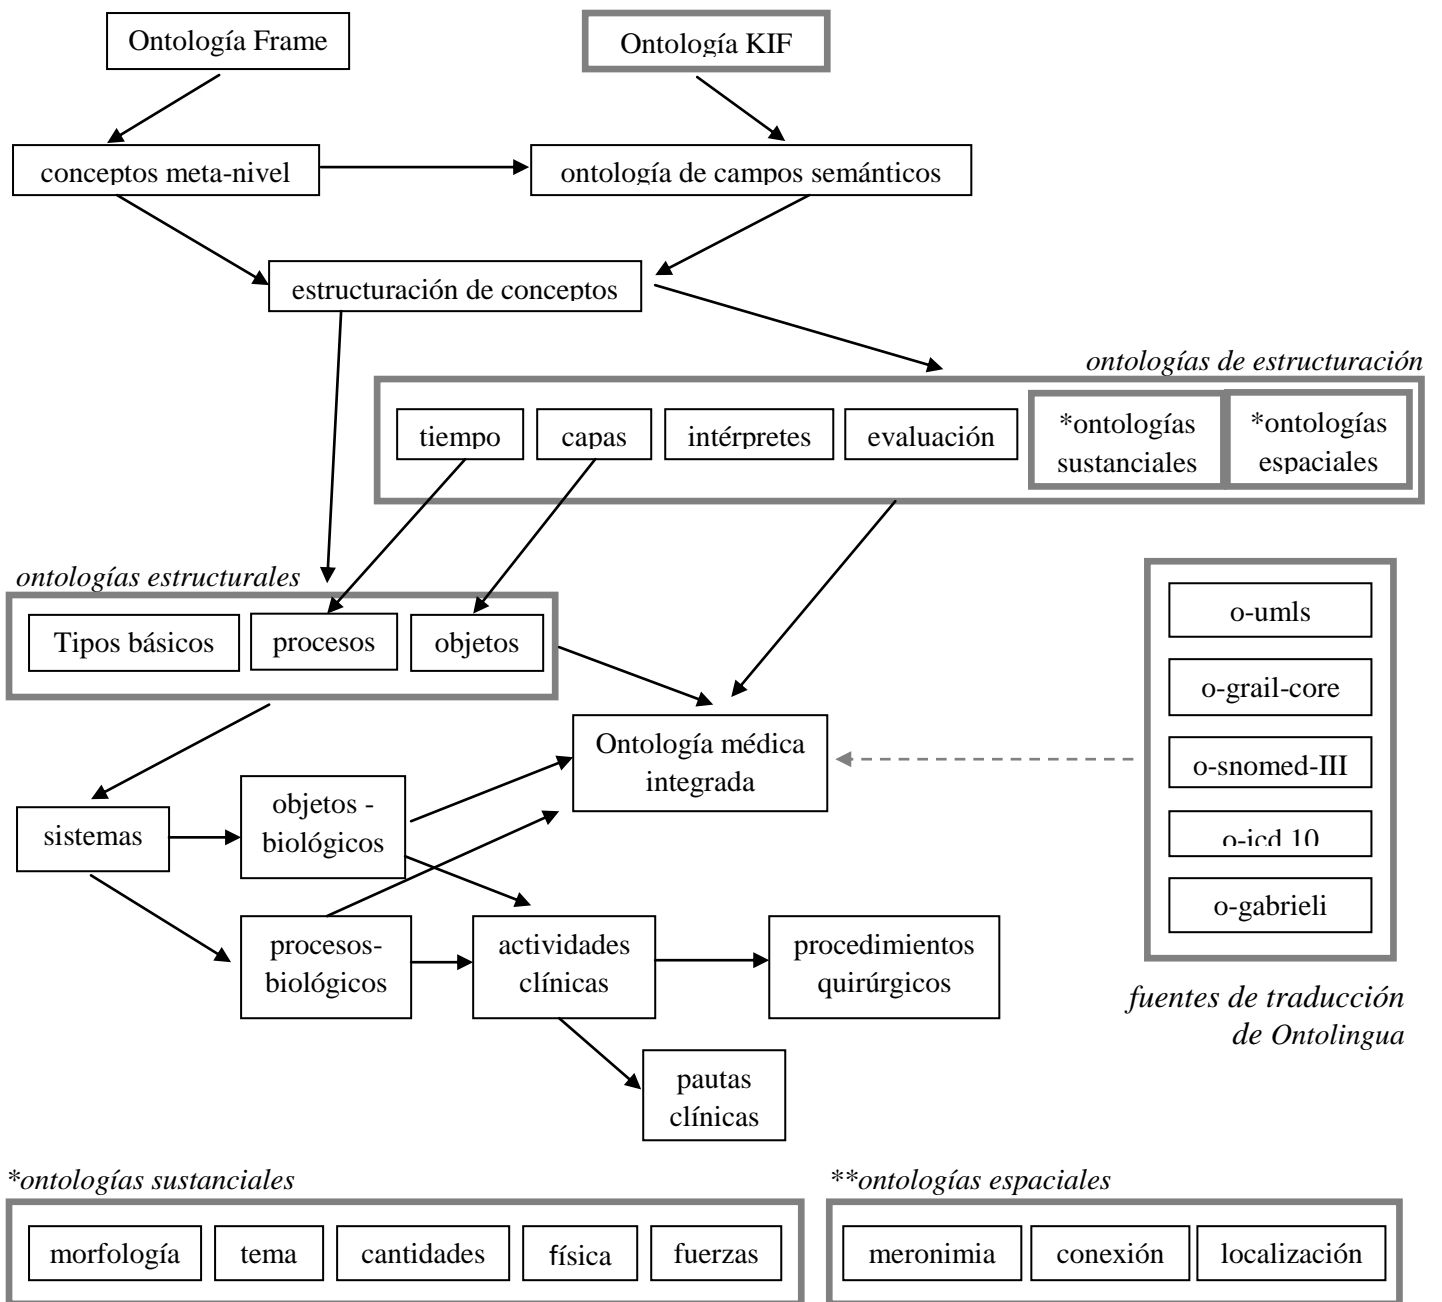 Ontología Frame
Ontología KIF
conceptos meta-nivel
ontología de campos semánticos
estructuración de conceptos
ontologías de estructuración
tiempo
capas
intérpretes
evaluación
*ontologías
sustanciales
*ontologías
espaciales
ontologías estructurales
Tipos básicos
procesos
objetos
o-umls
o-grail-core
o-snomed-III
o-icd 10
o-gabrieli
fuentes de traducción
de Ontolingua
Ontología médica
integrada
sistemas
objetos -
biológicos
procesos-
biológicos
actividades
clínicas
procedimientos
quirúrgicos
pautas
clínicas
*ontologías sustanciales
morfología
tema
cantidades
física
fuerzas
**ontologías espaciales
meronimia
conexión
localización